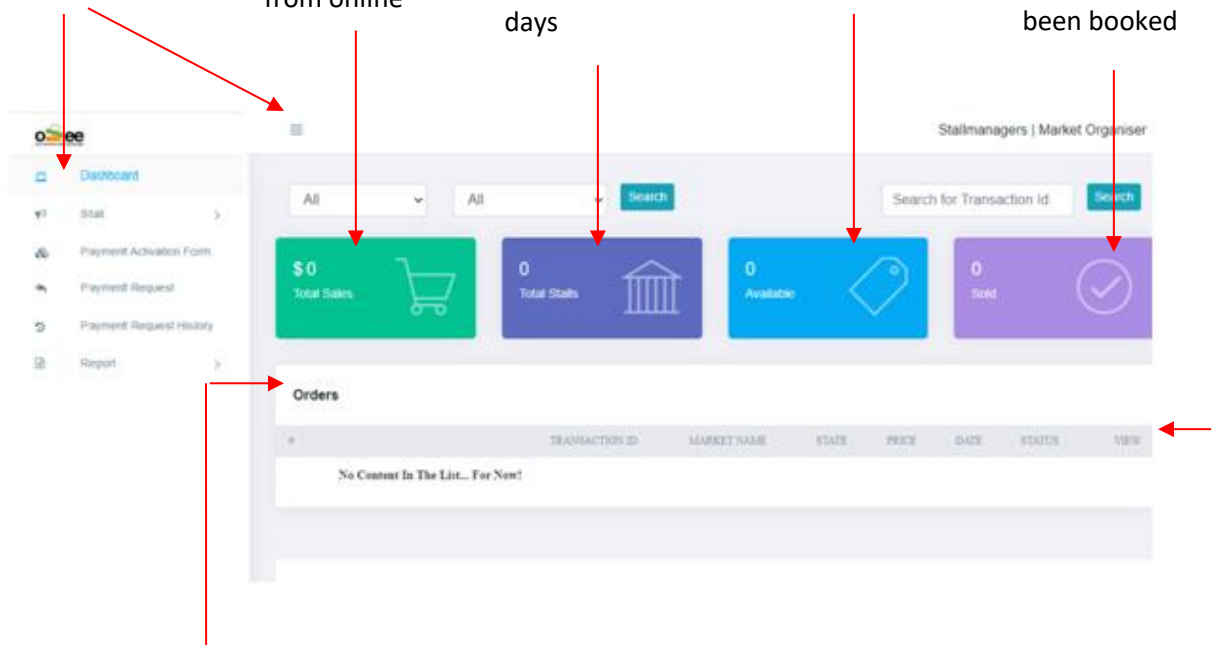 from online
days
been booked
Stallmanagers | Market Organiser
Dashboard
Stall
Payment Activation Form
Payment Request
Payment Request History
Report
All
All
Search
Search for Transaction Id
Search
$ 0
Total Sales
0
Total Stalls
0
Available
0
Sold
Orders
# TRANSACTION ID MARKET NAME STATE PRICE DATE STATUS VIEW
No Content In The List... For Now!